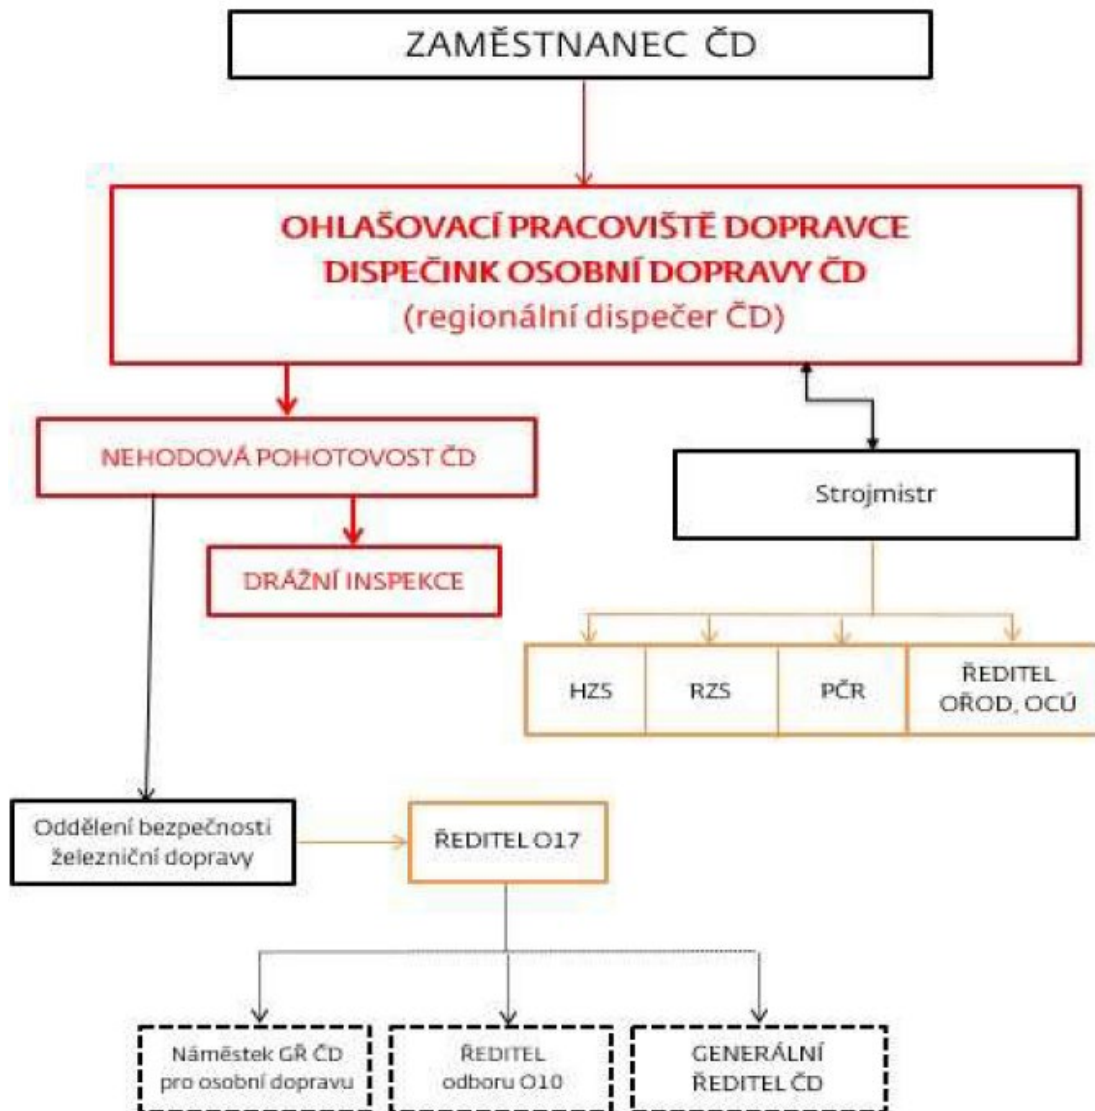 ZAMĚSTNANEC ČD
OHLAŠOVACÍ PRACOVIŠTĚ DOPRAVCE
DISPEČINK OSOBNÍ DOPRAVY ČD
(regionální dispečer ČD)
NEHODOVÁ POHOTOVOST ČD
Strojmistr
DRÁŽNÍ INSPEKCE
HZS
RZS
PČR
ŘEDITEL
OŘOD, OCÚ
Oddělení bezpečnosti
železniční dopravy
ŘEDITEL O17
Náměstek GŘ ČD
pro osobní dopravu
ŘEDITEL
odboru O10
GENERÁLNÍ
ŘEDITEL ČD